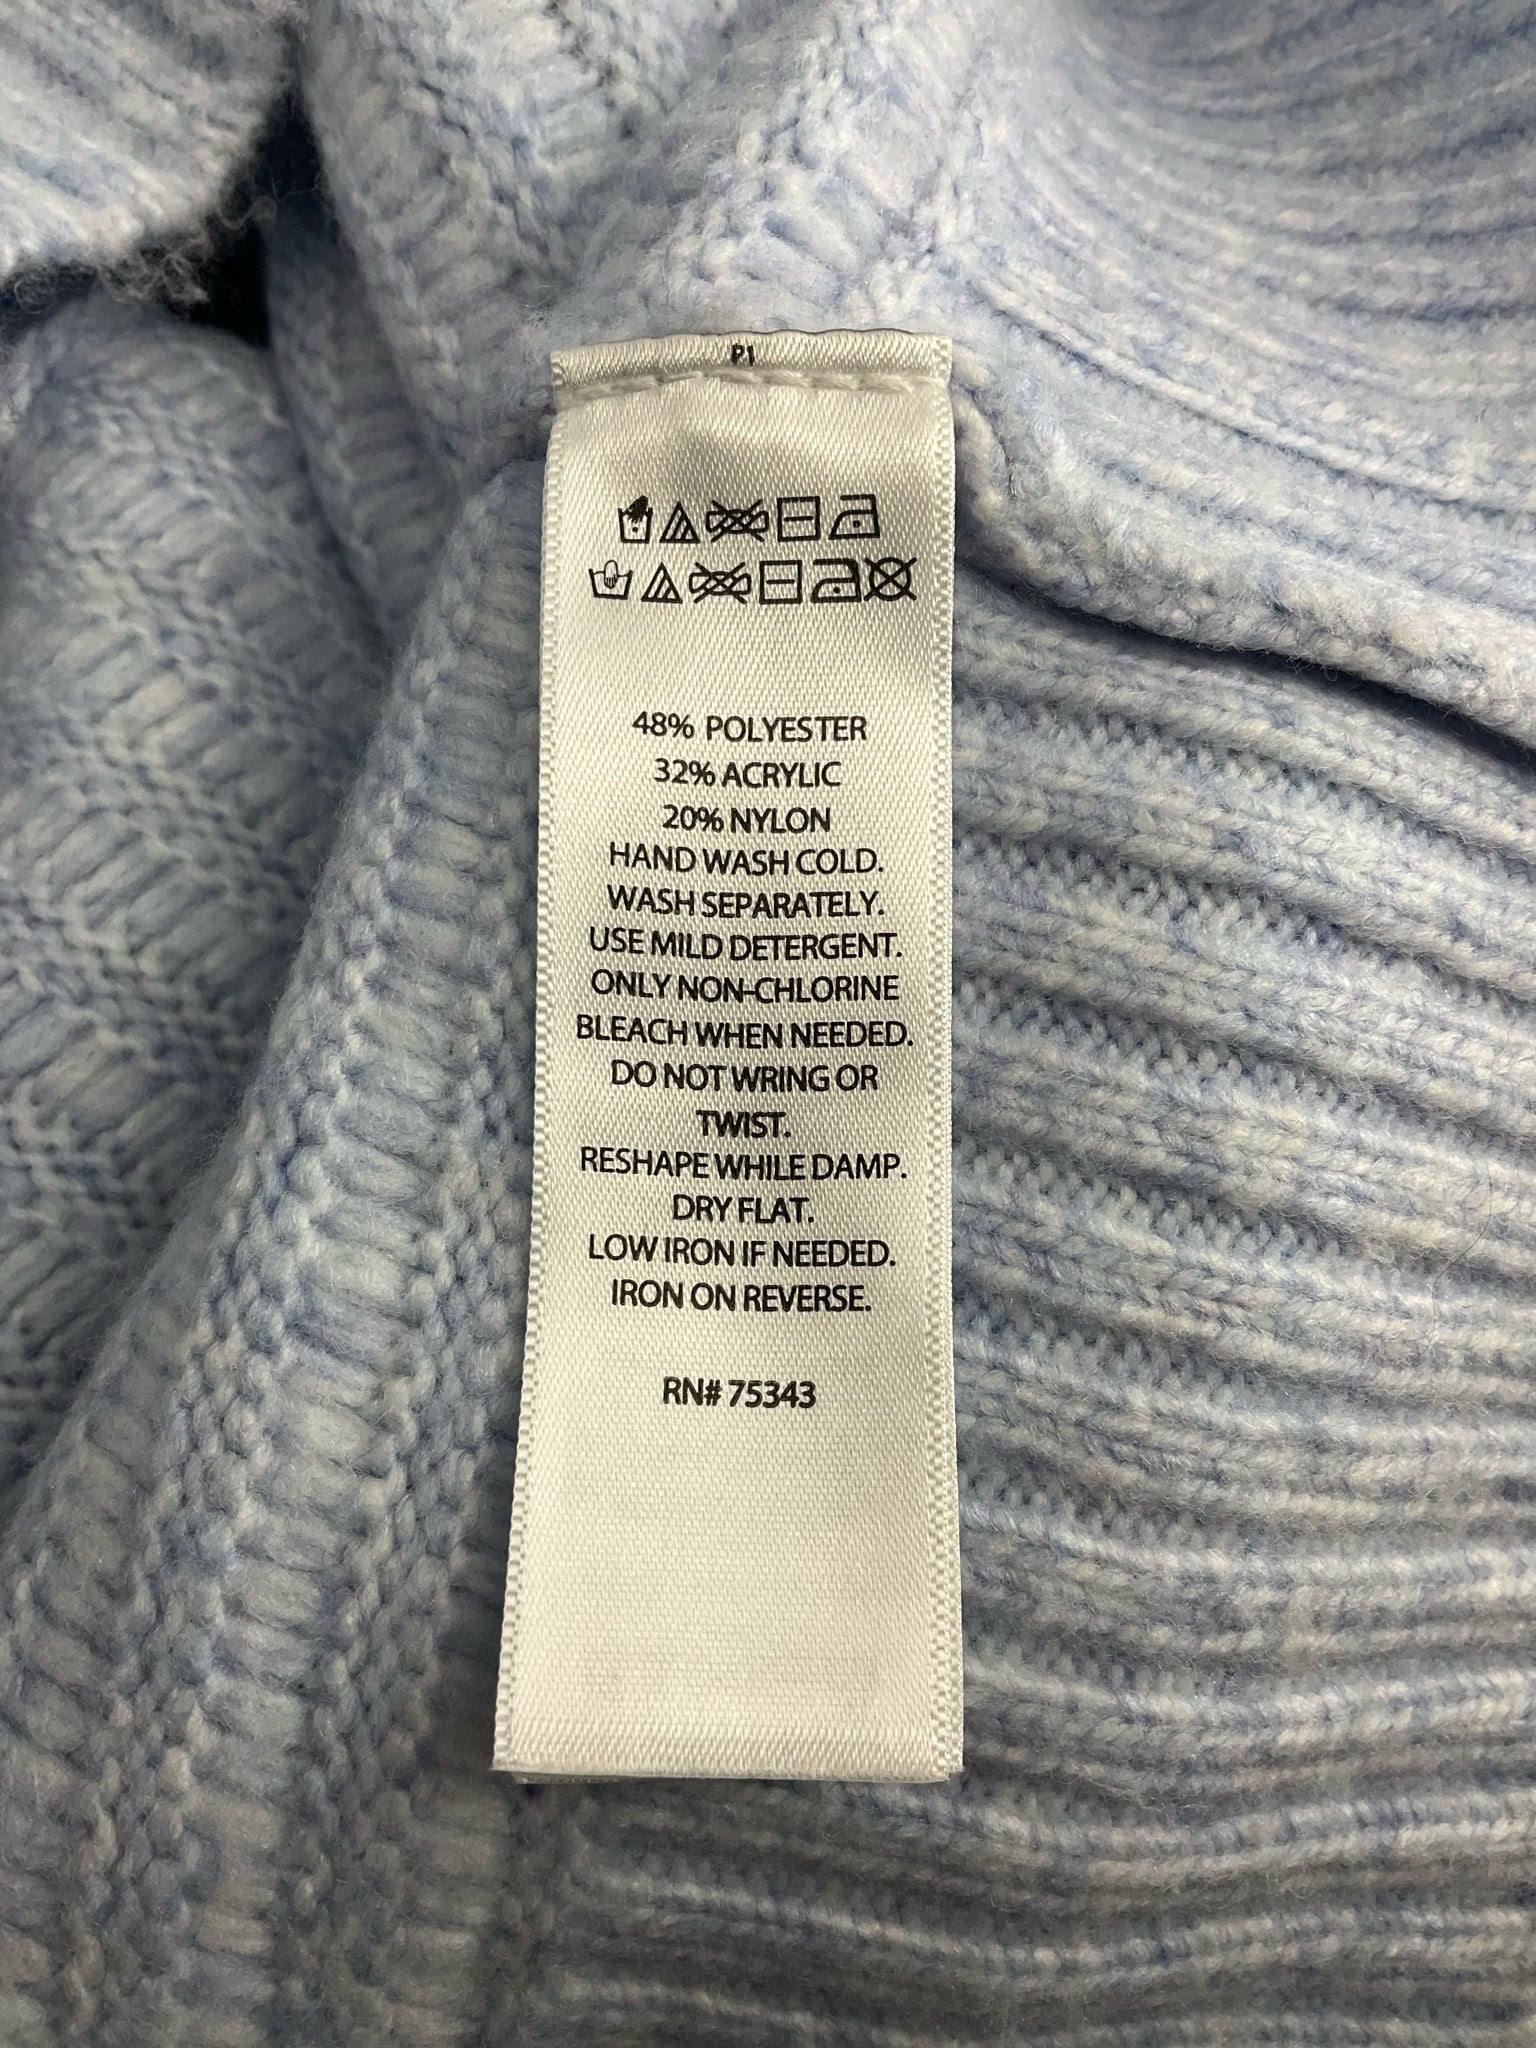 P1
48% POLYESTER
32% ACRYLIC
20% NYLON
HAND WASH COLD.
WASH SEPARATELY.
USE MILD DETERGENT.
ONLY NON-CHLORINE
BLEACH WHEN NEEDED.
DO NOT WRING OR
TWIST.
RESHAPE WHILE DAMP.
DRY FLAT.
LOW IRON IF NEEDED.
IRON ON REVERSE.
RN# 75343